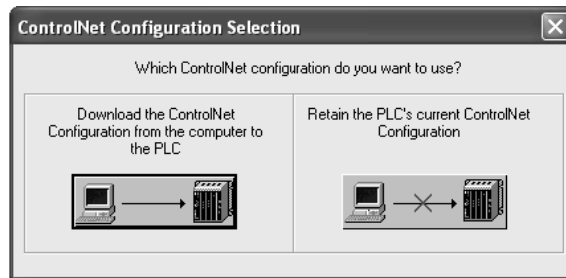 ControlNet Configuration Selection
Which ControlNet configuration do you want to use?
Download the ControlNet
Configuration from the computer to
the PLC
Retain the PLC's current ControlNet
Configuration